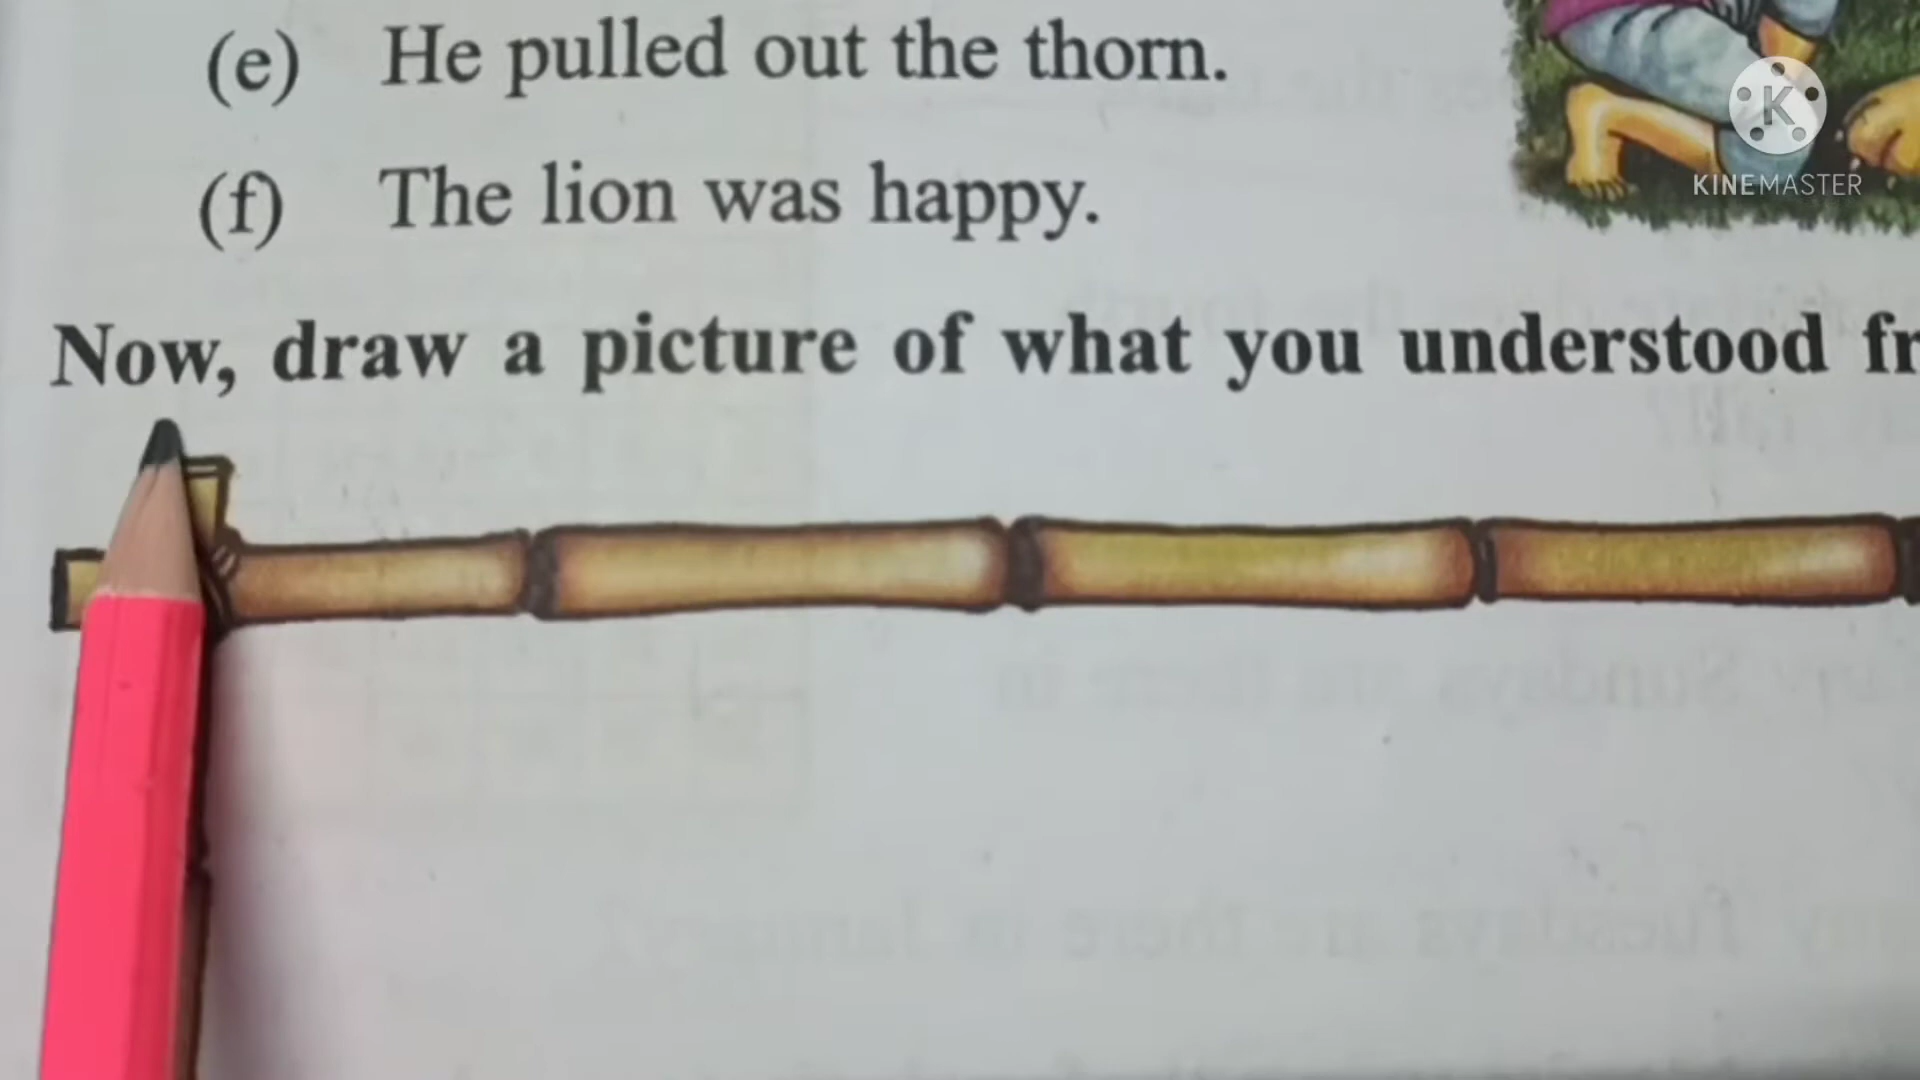 (e) He pulled out the thorn.
(f) The lion was happy.
KINEMASTER
Now, draw a picture of what you understood